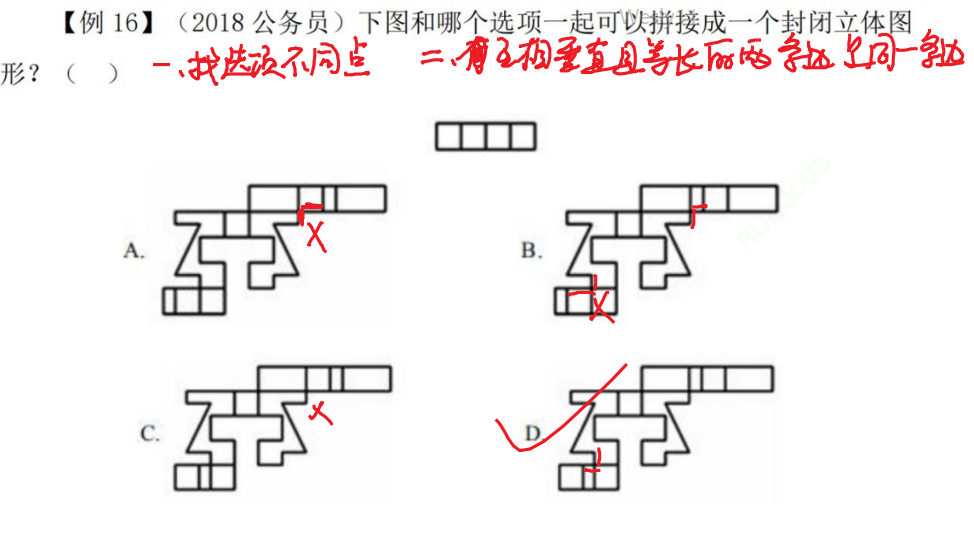 【例 16】（2018 公务员）下图和哪个选项一起可以拼接成一个封闭立体图
形？（ ） 一、找选项不同点 二、有互相垂直且等长的两条边是同一条边
A.
X
B.
X
C.
x
D.